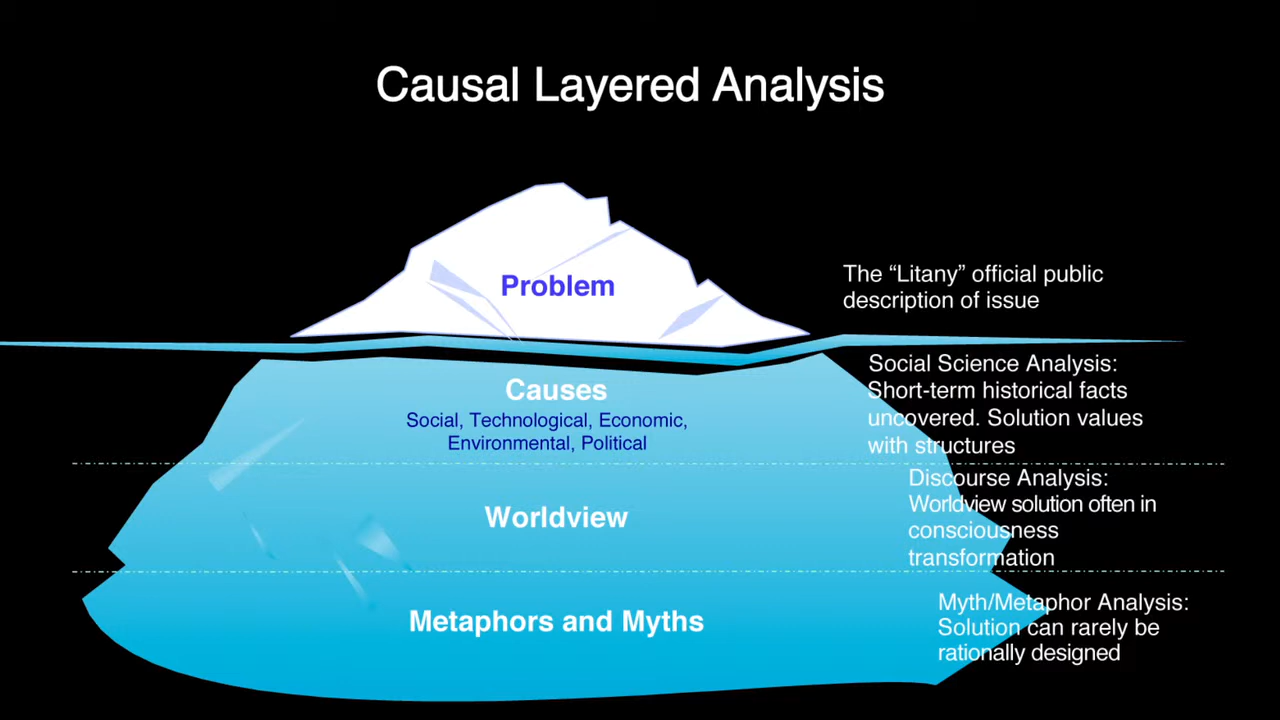 Causal Layered Analysis
Problem
The “Litany” official public
description of issue
Causes
Social, Technological, Economic,
Environmental, Political
Social Science Analysis:
Short-term historical facts
uncovered. Solution values
with structures
Worldview
Discourse Analysis:
Worldview solution often in
consciousness
transformation
Metaphors and Myths
Myth/Metaphor Analysis:
Solution can rarely be
rationally designed